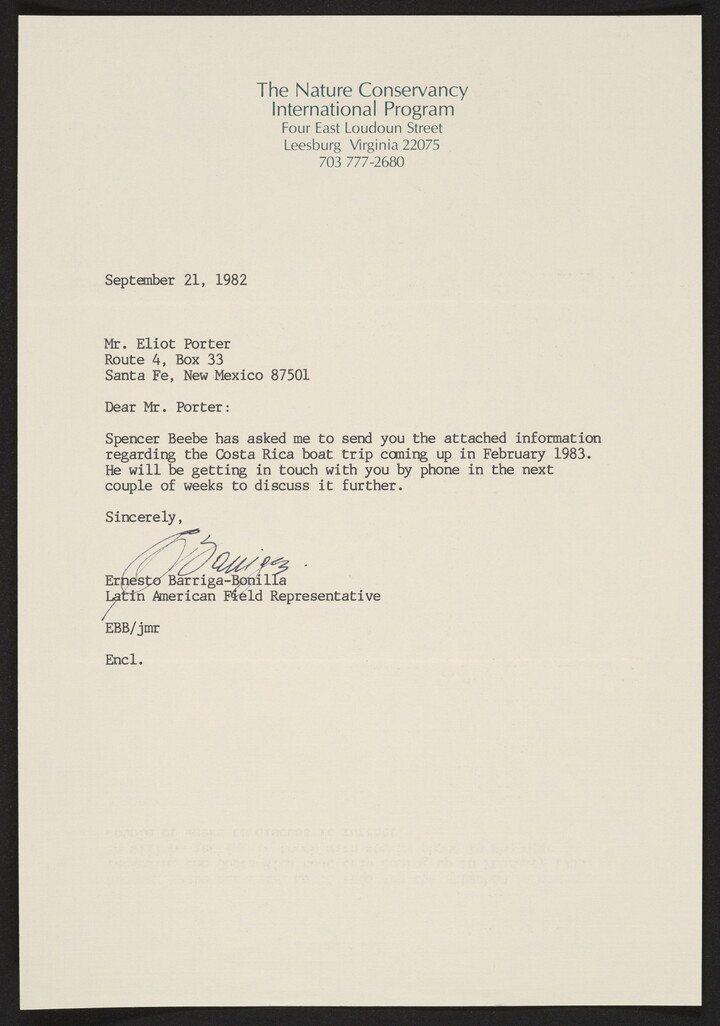 The Nature Conservancy
International Program
Four East Loudoun Street
Leesburg Virginia 22075
703 777-2680
September 21, 1982
Mr. Eliot Porter
Route 4, Box 33
Santa Fe, New Mexico 87501
Dear Mr. Porter:
Spencer Beebe has asked me to send you the attached information
regarding the Costa Rica boat trip coming up in February 1983.
He will be getting in touch with you by phone in the next
couple of weeks to discuss it further.
Sincerely,
Ernesto Barriga-Bonilla
Latin American Field Representative
EBB/jmr
Encl.